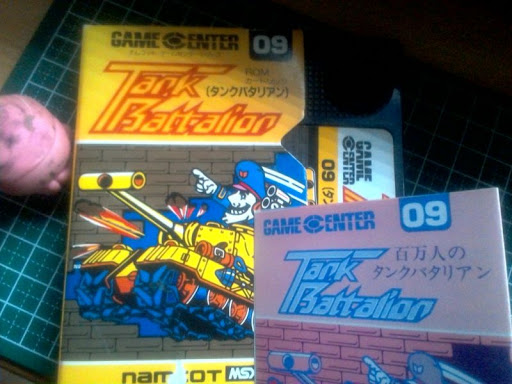 GAME CENTER 09
Tank
Battalion
ROM
(タンクバタリアン)
namcot MSX
GAME
CENTER
09
GAME CENTER 09
Tank
Battalion
百万人の
タンクバタリアン